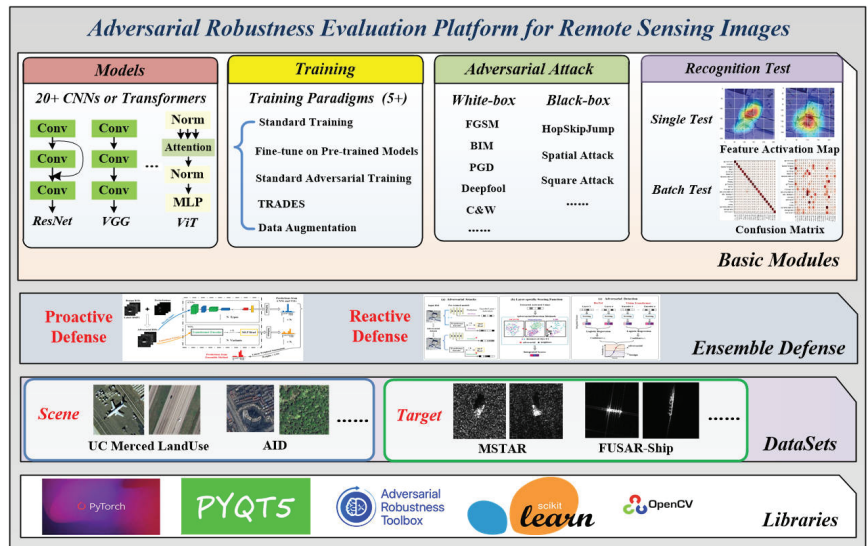 Adversarial Robustness Evaluation Platform for Remote Sensing Images
Models
20+ CNNs or Transformers
Conv
Conv
Conv
ResNet
Conv
Conv
Conv
VGG
...
Norm
Attention
Norm
MLP
ViT
Training
Training Paradigms (5+)
Standard Training
Fine-tune on Pre-trained Models
Standard Adversarial Training
TRADES
Data Augmentation
Adversarial Attack
White-box
FGSM
BIM
PGD
Deepfool
C&W
......
Black-box
HopSkipJump
Spatial Attack
Square Attack
......
Recognition Test
Single Test
Feature Activation Map
Batch Test
Confusion Matrix
Basic Modules
Proactive
Defense
Reactive
Defense
Ensemble Defense
Scene
UC Merced LandUse
AID
......
Target
MSTAR
FUSAR-Ship
......
DataSets
PyTorch
PYQT5
Adversarial
Robustness
Toolbox
scikit
learn
OpenCV
Libraries